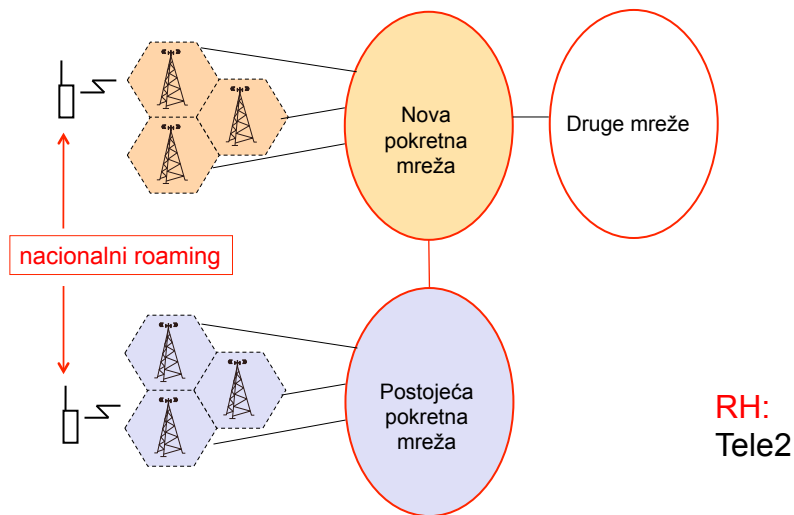 Nova
pokretna
mreža
Druge mreže
nacionalni roaming
Postojeća
pokretna
mreža
RH:
Tele2